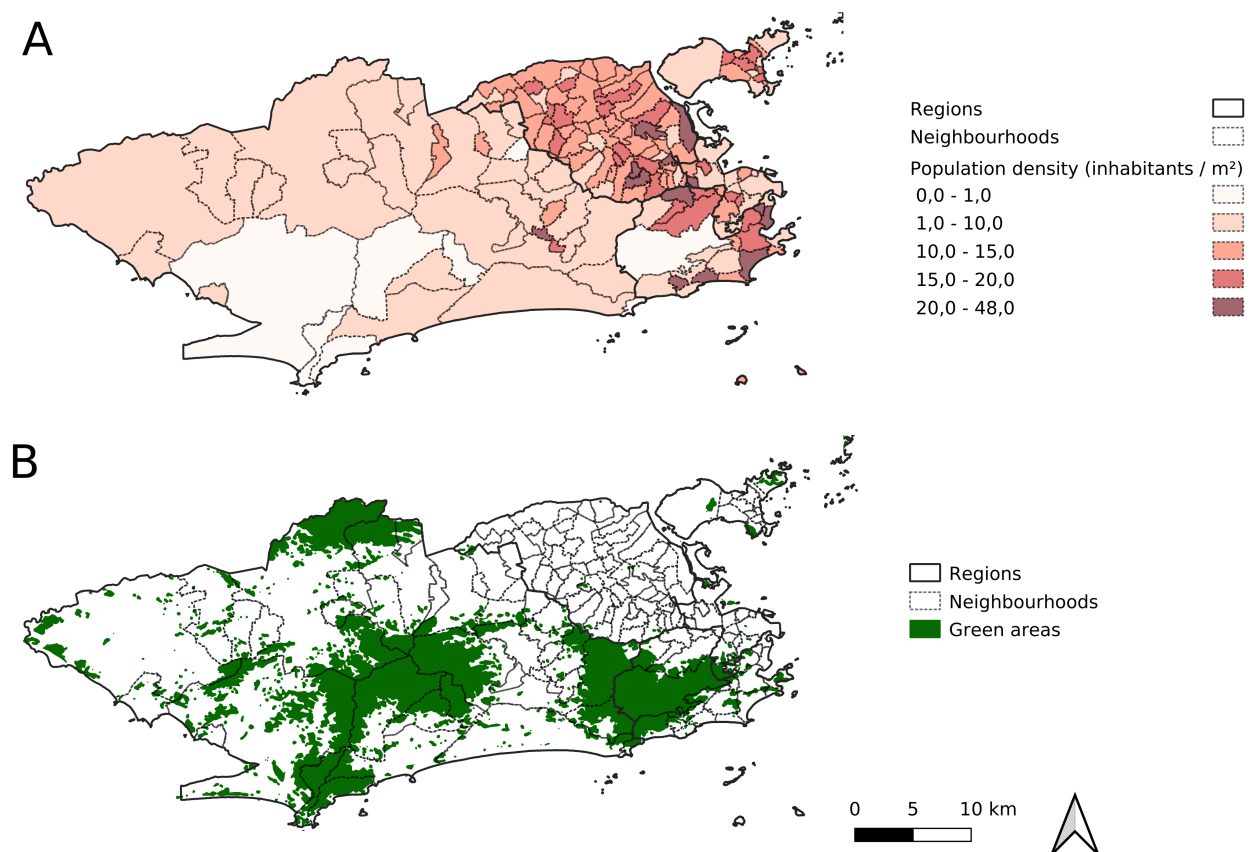 A
Regions
Neighbourhoods
Population density (inhabitants / m²)
0,0 - 1,0
1,0 - 10,0
10,0 - 15,0
15,0 - 20,0
20,0 - 48,0
B
Regions
Neighbourhoods
Green areas
0 5 10 km